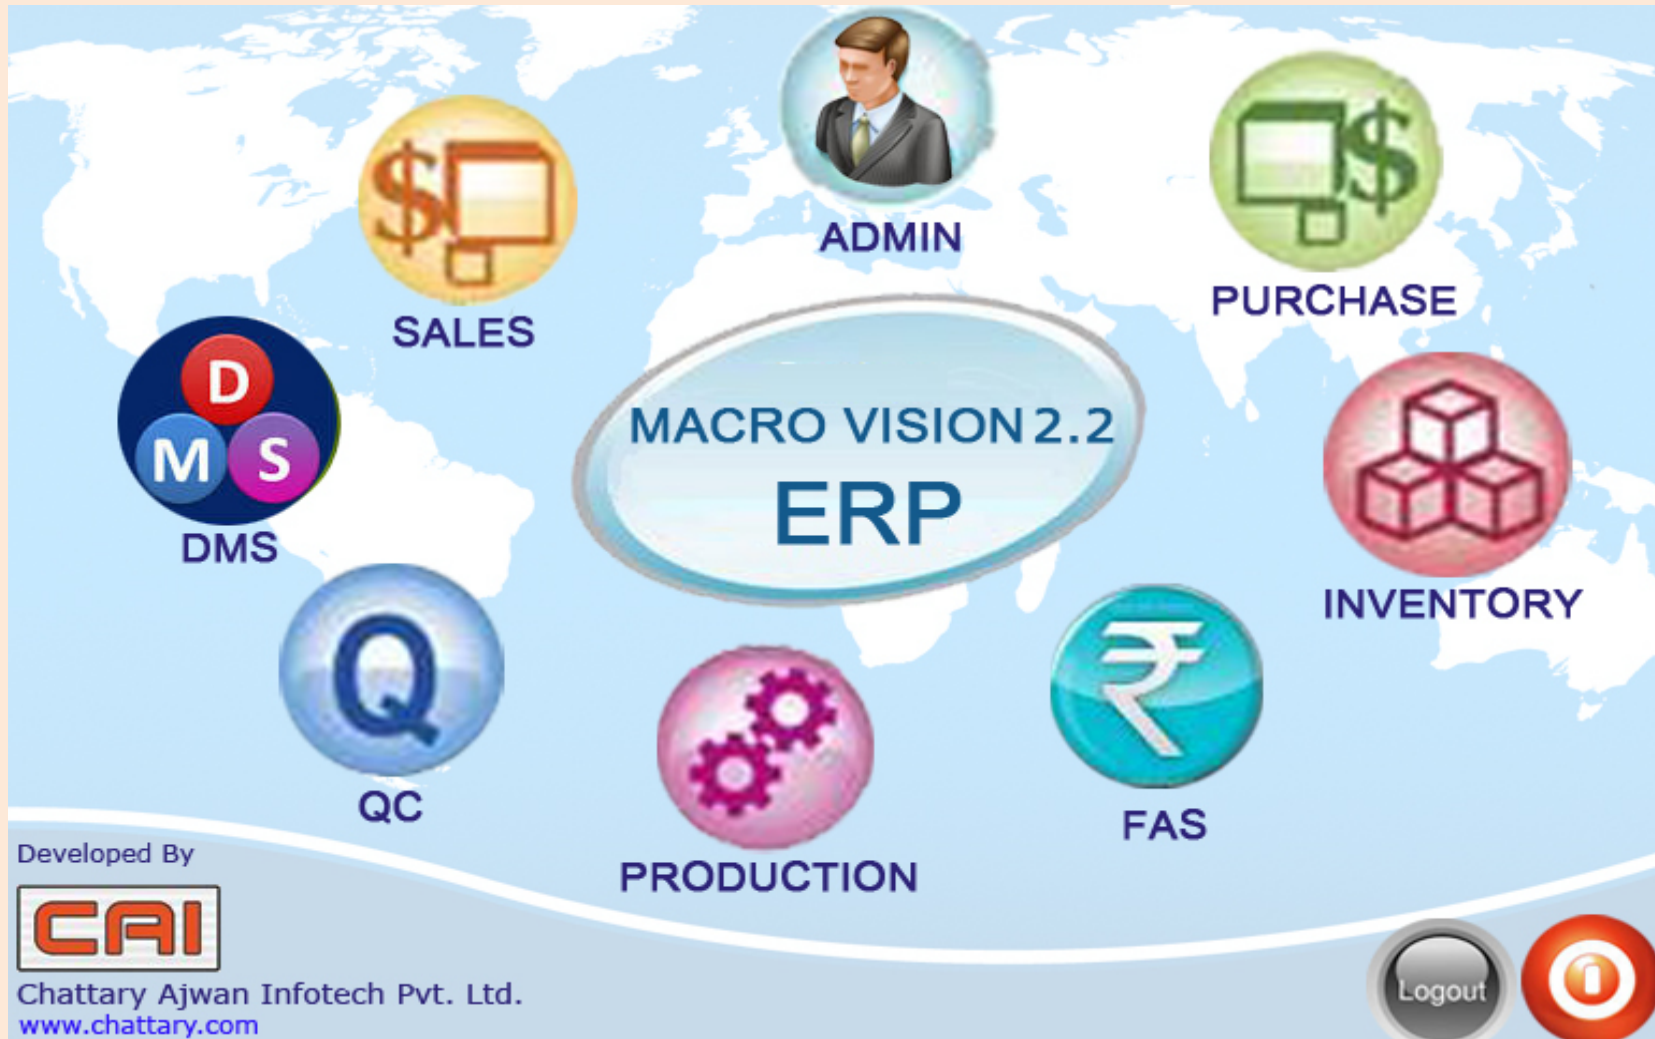 ADMIN
$
SALES
$
PURCHASE
D
M S
DMS
MACRO VISION 2.2
ERP
INVENTORY
Q
QC
₹
FAS
PRODUCTION
Developed By
CAI
Chattary Ajwan Infotech Pvt. Ltd.
www.chattary.com
Logout